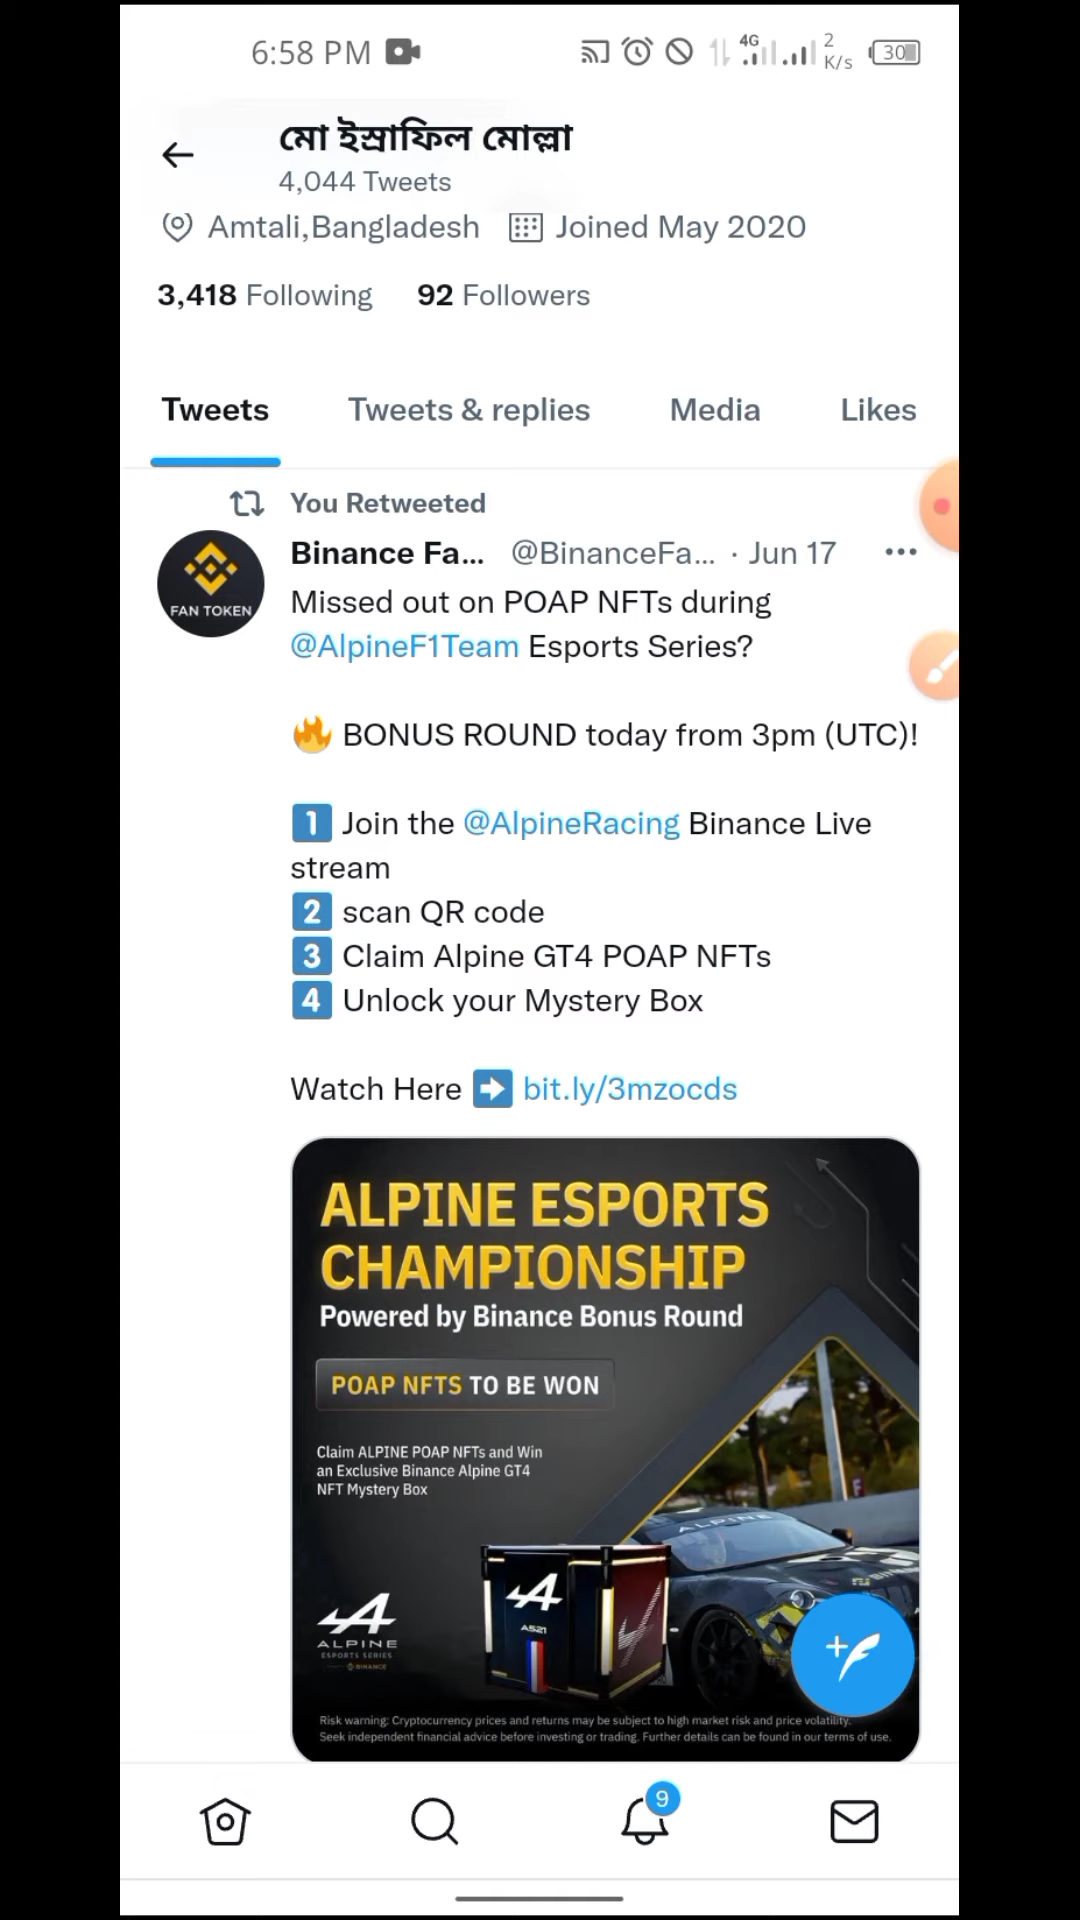 6:58 PM
4G
2
K/s
30
মো ইস্রাফিল মোল্লা
4,044 Tweets
Amtali,Bangladesh Joined May 2020
3,418 Following 92 Followers
Tweets Tweets & replies Media Likes
You Retweeted
Binance Fa... @BinanceFa... · Jun 17
FAN TOKEN
Missed out on POAP NFTs during
@AlpineF1Team Esports Series?
🔥 BONUS ROUND today from 3pm (UTC)!
1️⃣ Join the @AlpineRacing Binance Live
stream
2️⃣ scan QR code
3️⃣ Claim Alpine GT4 POAP NFTs
4️⃣ Unlock your Mystery Box
Watch Here ➡️ bit.ly/3mzocds
ALPINE ESPORTS
CHAMPIONSHIP
Powered by Binance Bonus Round
POAP NFTS TO BE WON
Claim ALPINE POAP NFTs and Win
an Exclusive Binance Alpine GT4
NFT Mystery Box
ALPINE
A521
ALPINE
ESPORTS SERIES
BINANCE
Risk warning: Cryptocurrency prices and returns may be subject to high market risk and price volatility.
Seek independent financial advice before investing or trading. Further details can be found in our terms of use.
9